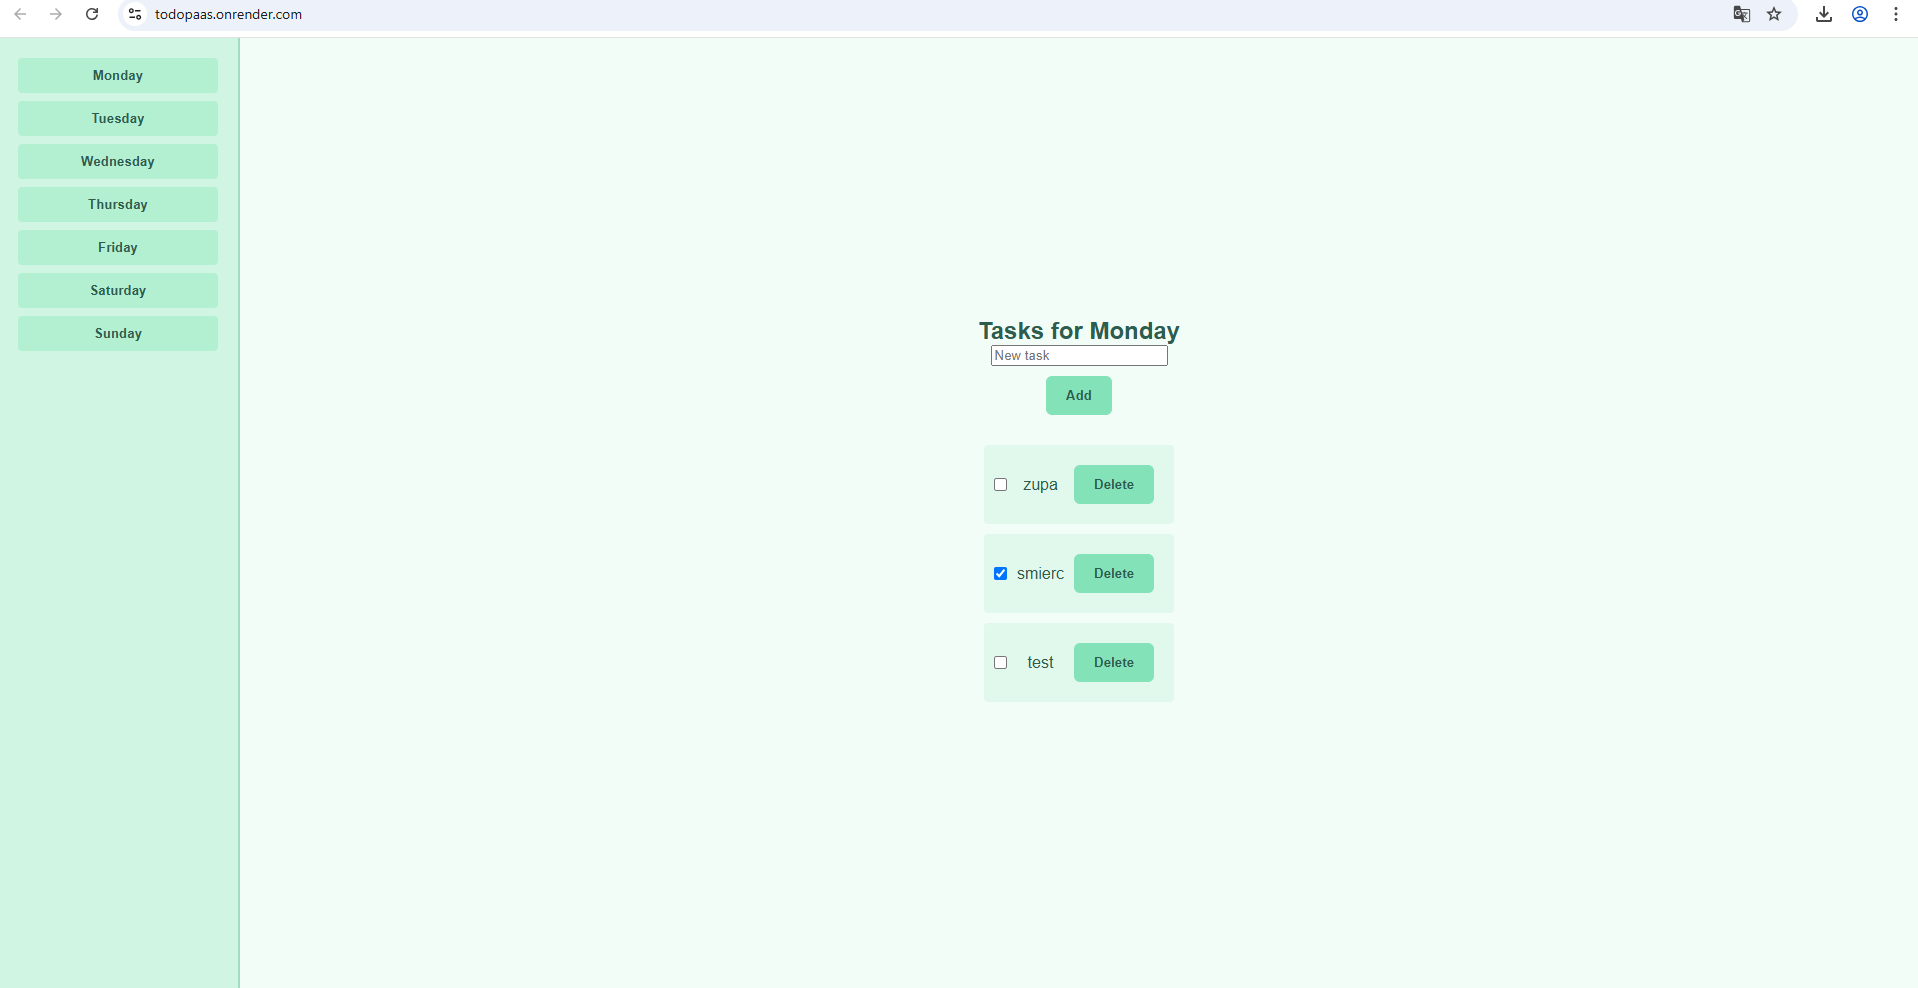 todopaas.onrender.com
Monday
Tuesday
Wednesday
Thursday
Friday
Saturday
Sunday
Tasks for Monday
New task
Add
zupa Delete
smierc Delete
test Delete